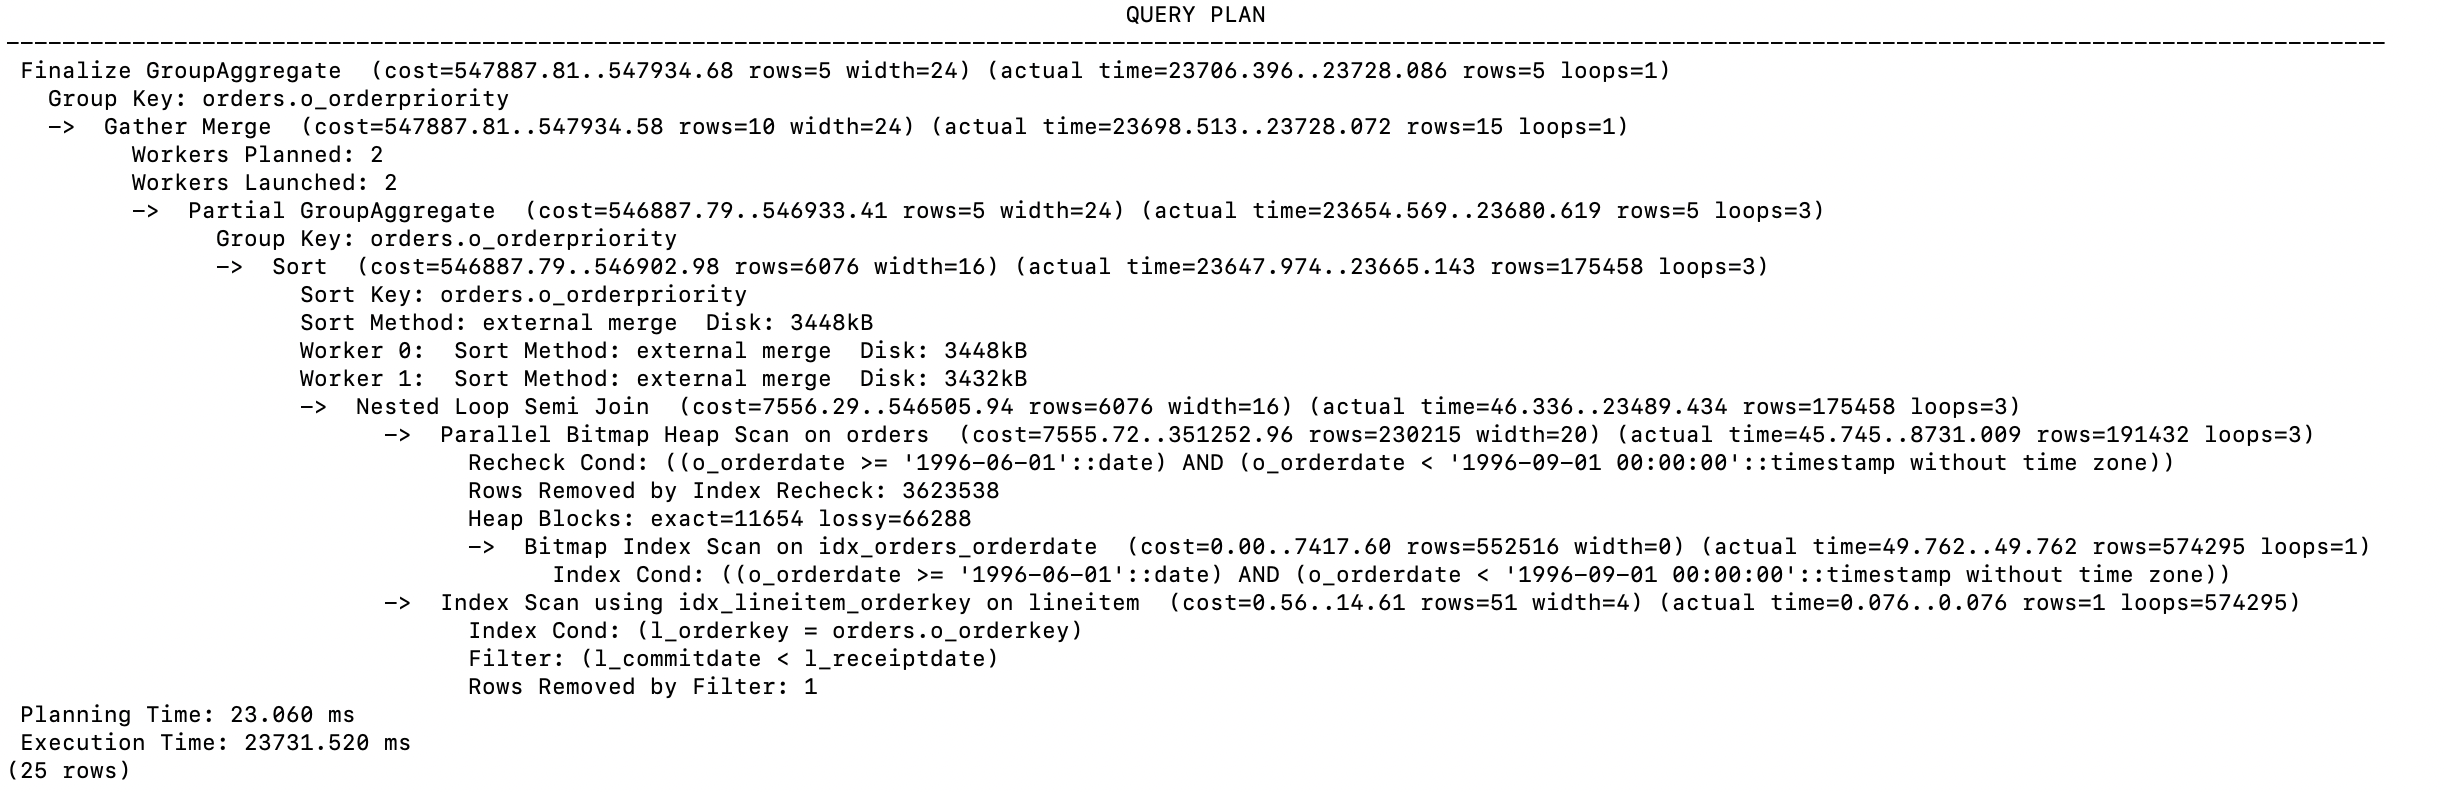 QUERY PLAN
----------------------------------------------------------------------------------------------------------------------------------------------------------------------------
 Finalize GroupAggregate  (cost=547887.81..547934.68 rows=5 width=24) (actual time=23706.396..23728.086 rows=5 loops=1)
   Group Key: orders.o_orderpriority
   ->  Gather Merge  (cost=547887.81..547934.58 rows=10 width=24) (actual time=23698.513..23728.072 rows=15 loops=1)
         Workers Planned: 2
         Workers Launched: 2
         ->  Partial GroupAggregate  (cost=546887.79..546933.41 rows=5 width=24) (actual time=23654.569..23680.619 rows=5 loops=3)
               Group Key: orders.o_orderpriority
               ->  Sort  (cost=546887.79..546902.98 rows=6076 width=16) (actual time=23647.974..23665.143 rows=175458 loops=3)
                     Sort Key: orders.o_orderpriority
                     Sort Method: external merge  Disk: 3448kB
                     Worker 0:  Sort Method: external merge  Disk: 3448kB
                     Worker 1:  Sort Method: external merge  Disk: 3432kB
                     ->  Nested Loop Semi Join  (cost=7556.29..546505.94 rows=6076 width=16) (actual time=46.336..23489.434 rows=175458 loops=3)
                           ->  Parallel Bitmap Heap Scan on orders  (cost=7555.72..351252.96 rows=230215 width=20) (actual time=45.745..8731.009 rows=191432 loops=3)
                                 Recheck Cond: ((o_orderdate >= '1996-06-01'::date) AND (o_orderdate < '1996-09-01 00:00:00'::timestamp without time zone))
                                 Rows Removed by Index Recheck: 3623538
                                 Heap Blocks: exact=11654 lossy=66288
                                 ->  Bitmap Index Scan on idx_orders_orderdate  (cost=0.00..7417.60 rows=552516 width=0) (actual time=49.762..49.762 rows=574295 loops=1)
                                       Index Cond: ((o_orderdate >= '1996-06-01'::date) AND (o_orderdate < '1996-09-01 00:00:00'::timestamp without time zone))
                           ->  Index Scan using idx_lineitem_orderkey on lineitem  (cost=0.56..14.61 rows=51 width=4) (actual time=0.076..0.076 rows=1 loops=574295)
                                 Index Cond: (l_orderkey = orders.o_orderkey)
                                 Filter: (l_commitdate < l_receiptdate)
                                 Rows Removed by Filter: 1
 Planning Time: 23.060 ms
 Execution Time: 23731.520 ms
(25 rows)